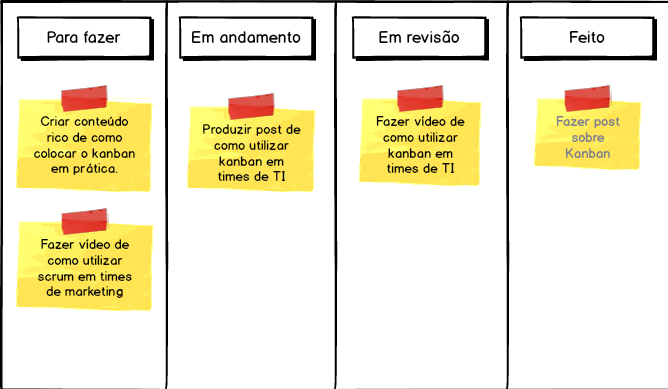 Para fazer
Em andamento
Em revisão
Feito
Criar conteúdo
rico de como
colocar o kanban
em prática.
Fazer vídeo de
como utilizar
scrum em times
de marketing
Produzir post de
como utilizar
kanban em
times de TI
Fazer vídeo de
como utilizar
kanban em
times de TI
Fazer post
sobre
Kanban